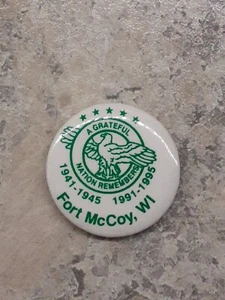 A GRATEFUL
NATION REMEMBERS
1941-1945 1991-1995
Fort McCoy, WI